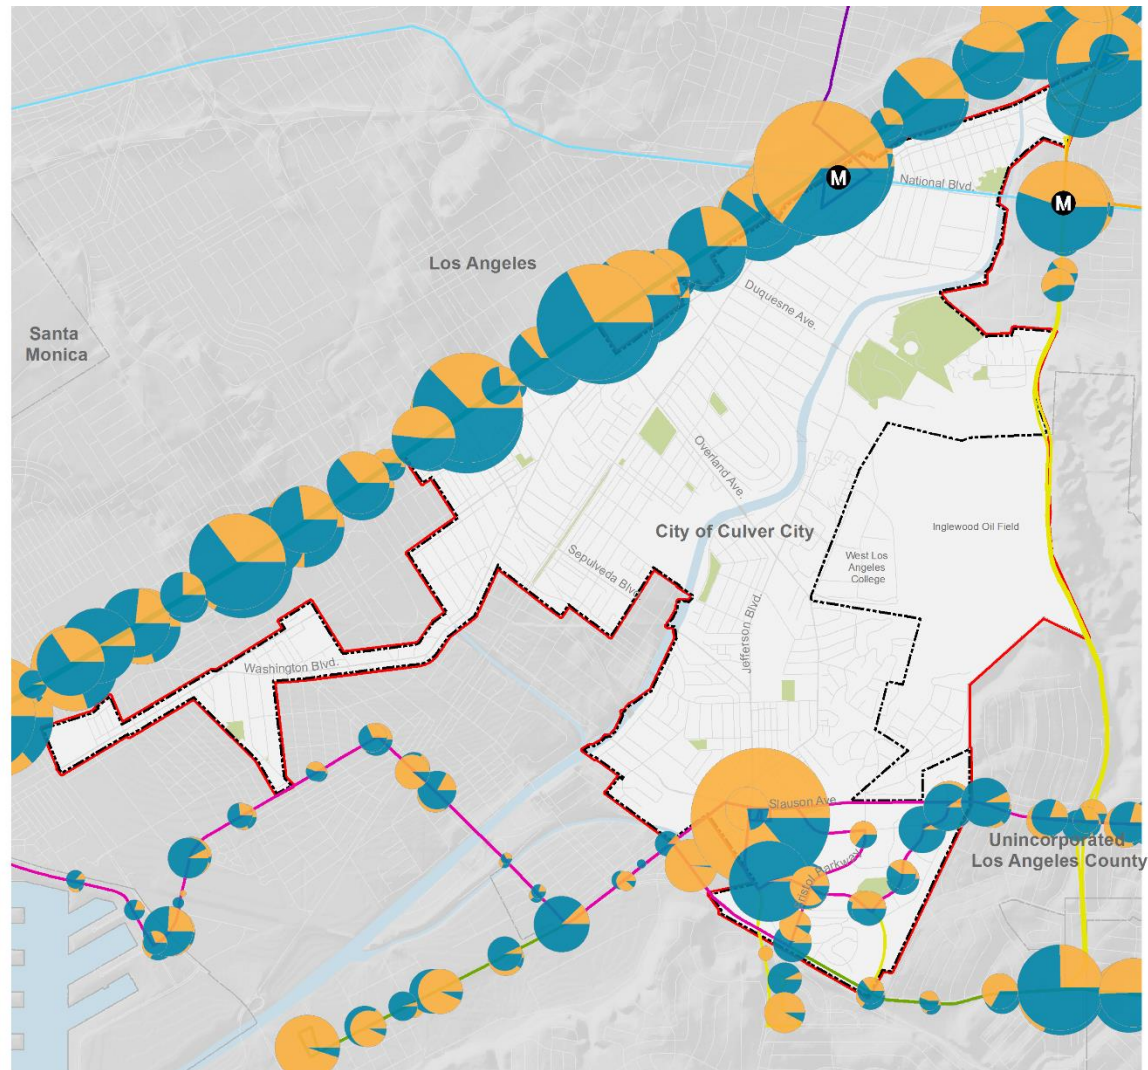 M
National Blvd.
M
Los Angeles
Duquesne Ave.
Santa
Monica
Overland Ave.
City of Culver City
Inglewood Oil Field
West Los
Angeles
College
Sepulveda Blvd.
Jefferson Blvd.
Washington Blvd.
Slauson Ave.
Unincorporated
Los Angeles County
Parkway